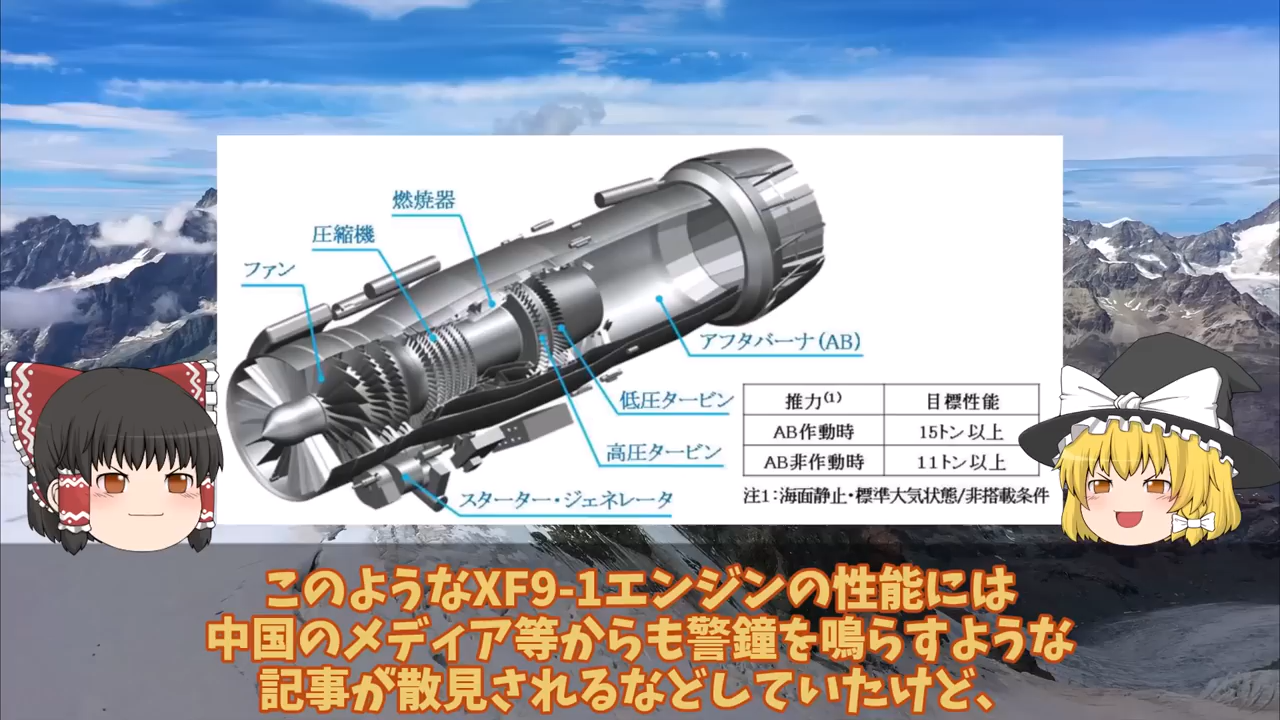 燃焼器
圧縮機
ファン
アフタバーナ(AB)
低圧タービン
高圧タービン
スターター・ジェネレータ
推力(1) 目標性能
AB作動時 15トン以上
AB非作動時 11トン以上
注1:海面静止・標準大気状態/非搭載条件
このようなXF9-1エンジンの性能には
中国のメディア等からも警鐘を鳴らすような
記事が散見されるなどしていたけど、